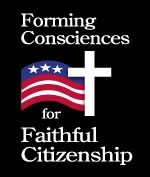 Forming
Consciences
for
Faithful
Citizenship